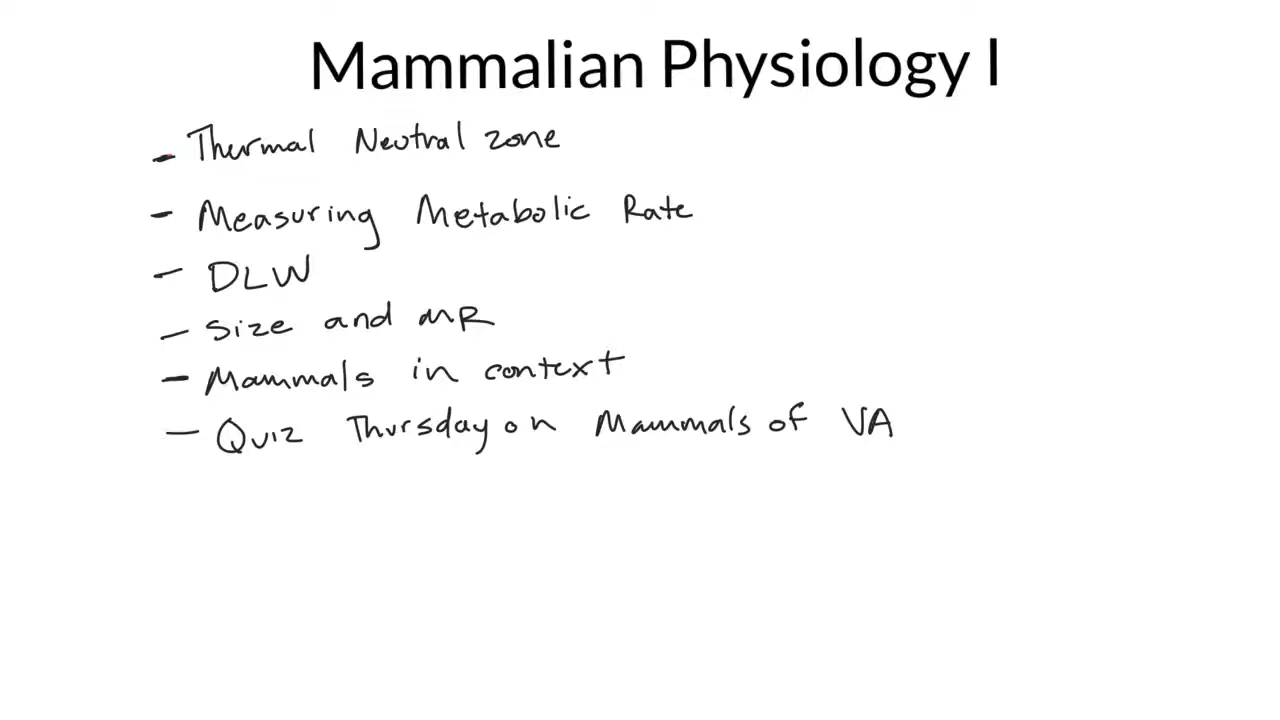 Mammalian Physiology I
- Thermal Neutral zone
- Measuring Metabolic Rate
- DLW
- Size and MR
- Mammals in context
- Quiz Thursday on Mammals of VA